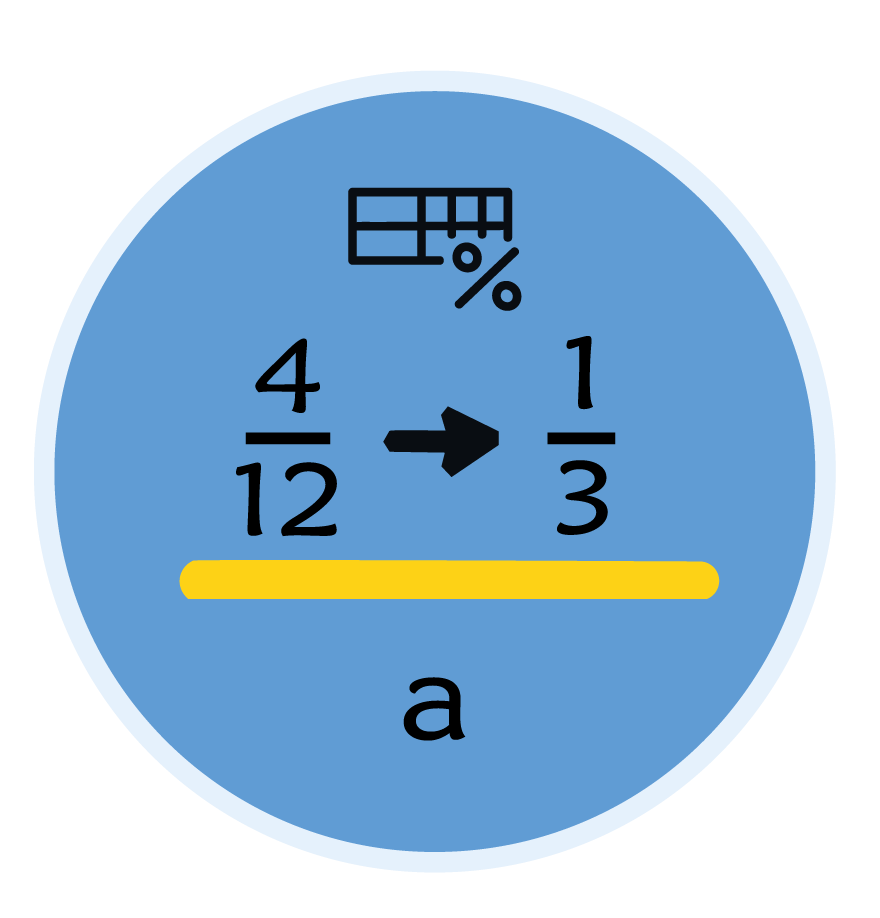 %
4/12 → 1/3
a